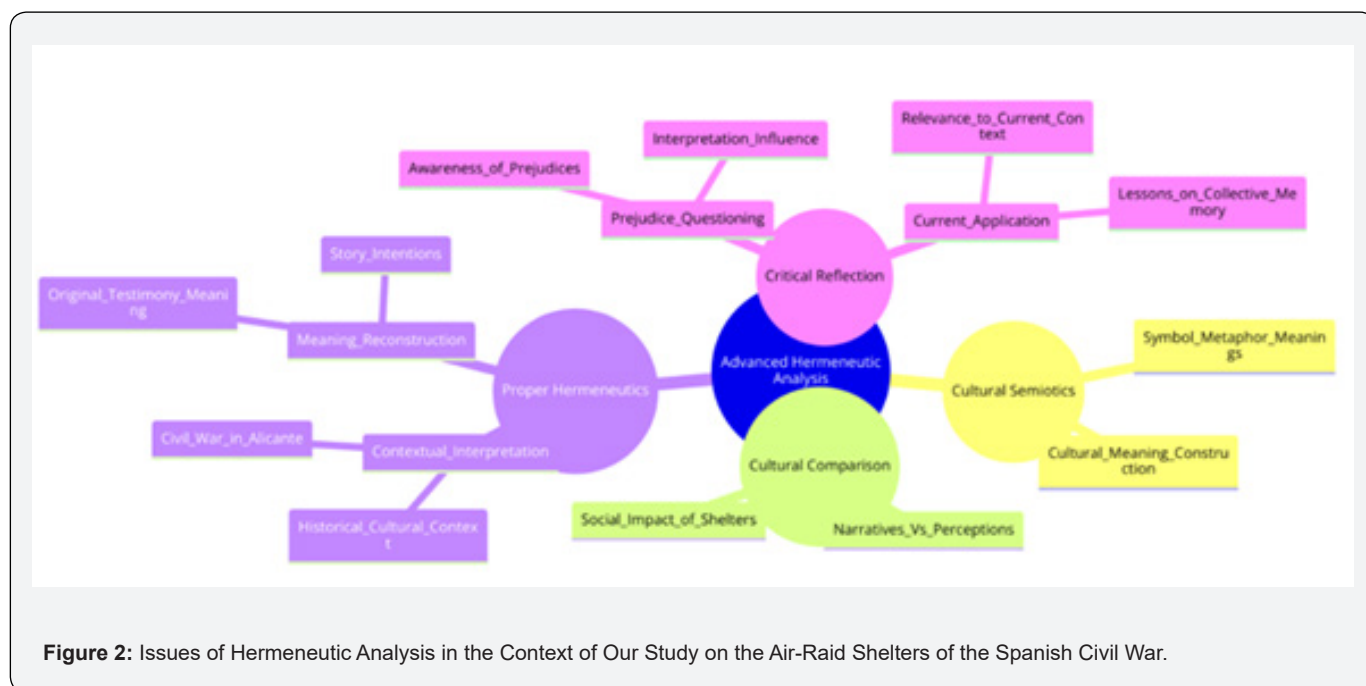 Relevance_to_Current_Con
text
Interpretation_Influence
Awareness_of_Prejudices
Lessons_on_Collective_Me
mory
Prejudice_Questioning
Current_Application
Story_Intentions
Critical Reflection
Original_Testimony_Meani
ng
Meaning_Reconstruction
Symbol_Metaphor_Meanin
gs
Advanced Hermeneutic
Analysis
Proper Hermeneutics
Cultural Semiotics
Civil_War_in_Alicante
Contextual_Interpretation
Cultural_Meaning_Constru
ction
Cultural Comparison
Social_Impact_of_Shelters
Narratives_Vs_Perceptions
Historical_Cultural_Contex
t
Figure 2: Issues of Hermeneutic Analysis in the Context of Our Study on the Air-Raid Shelters of the Spanish Civil War.